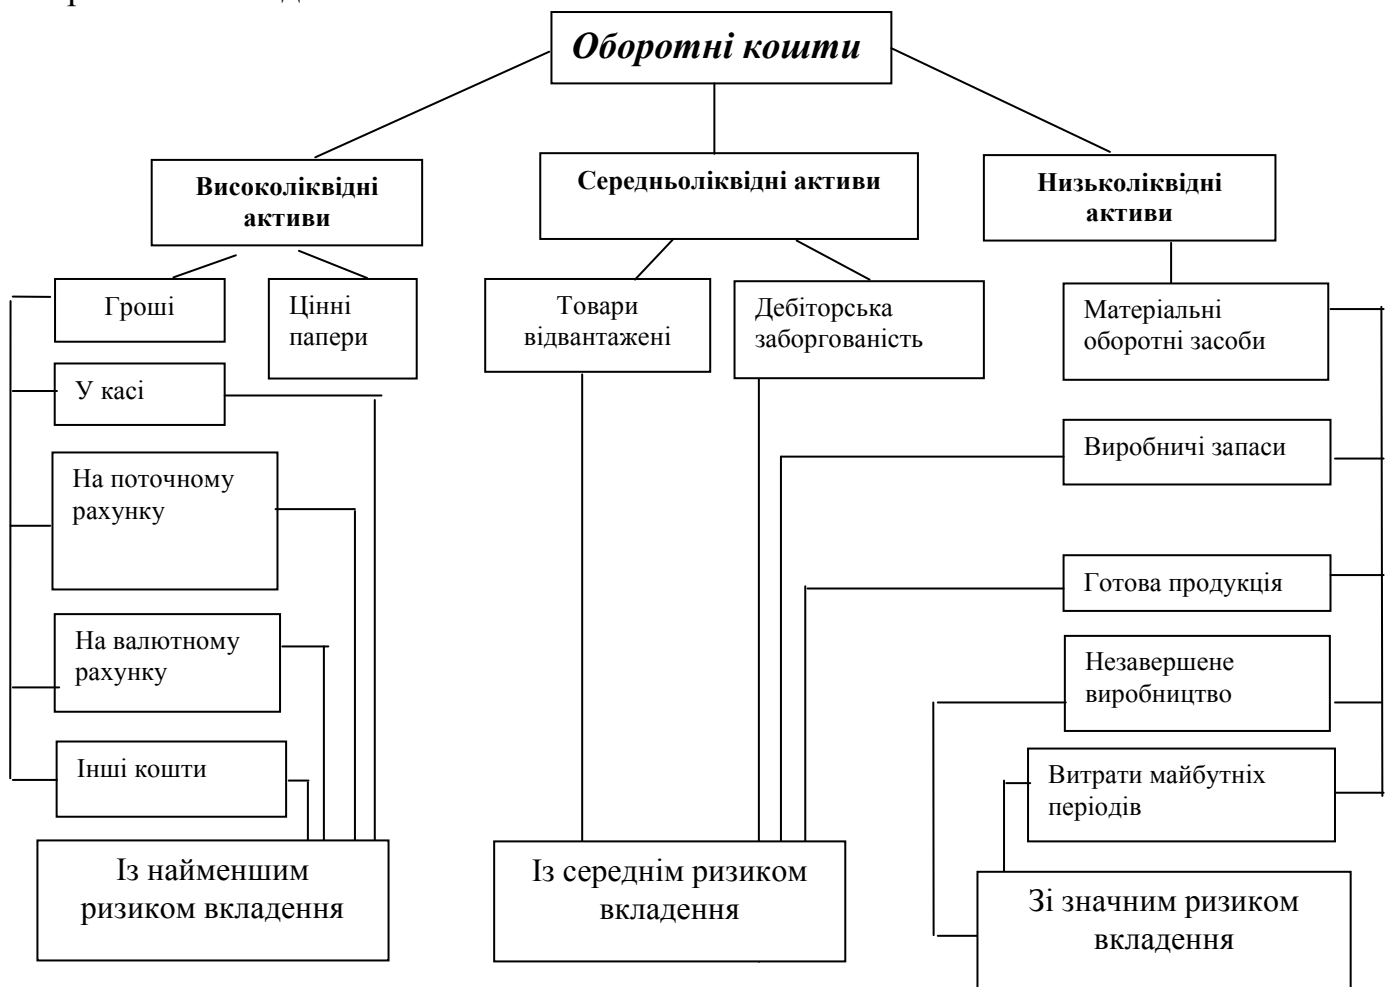 Оборотні кошти
Високоліквідні
активи
Середньоліквідні активи
Низьколіквідні
активи
Гроші
Цінні
папери
Товари
відвантажені
Дебіторська
заборгованість
Матеріальні
оборотні засоби
У касі
Виробничі запаси
На поточному
рахунку
Готова продукція
На валютному
рахунку
Незавершене
виробництво
Інші кошти
Витрати майбутніх
періодів
Із найменшим
ризиком вкладення
Із середнім ризиком
вкладення
Зі значним ризиком
вкладення